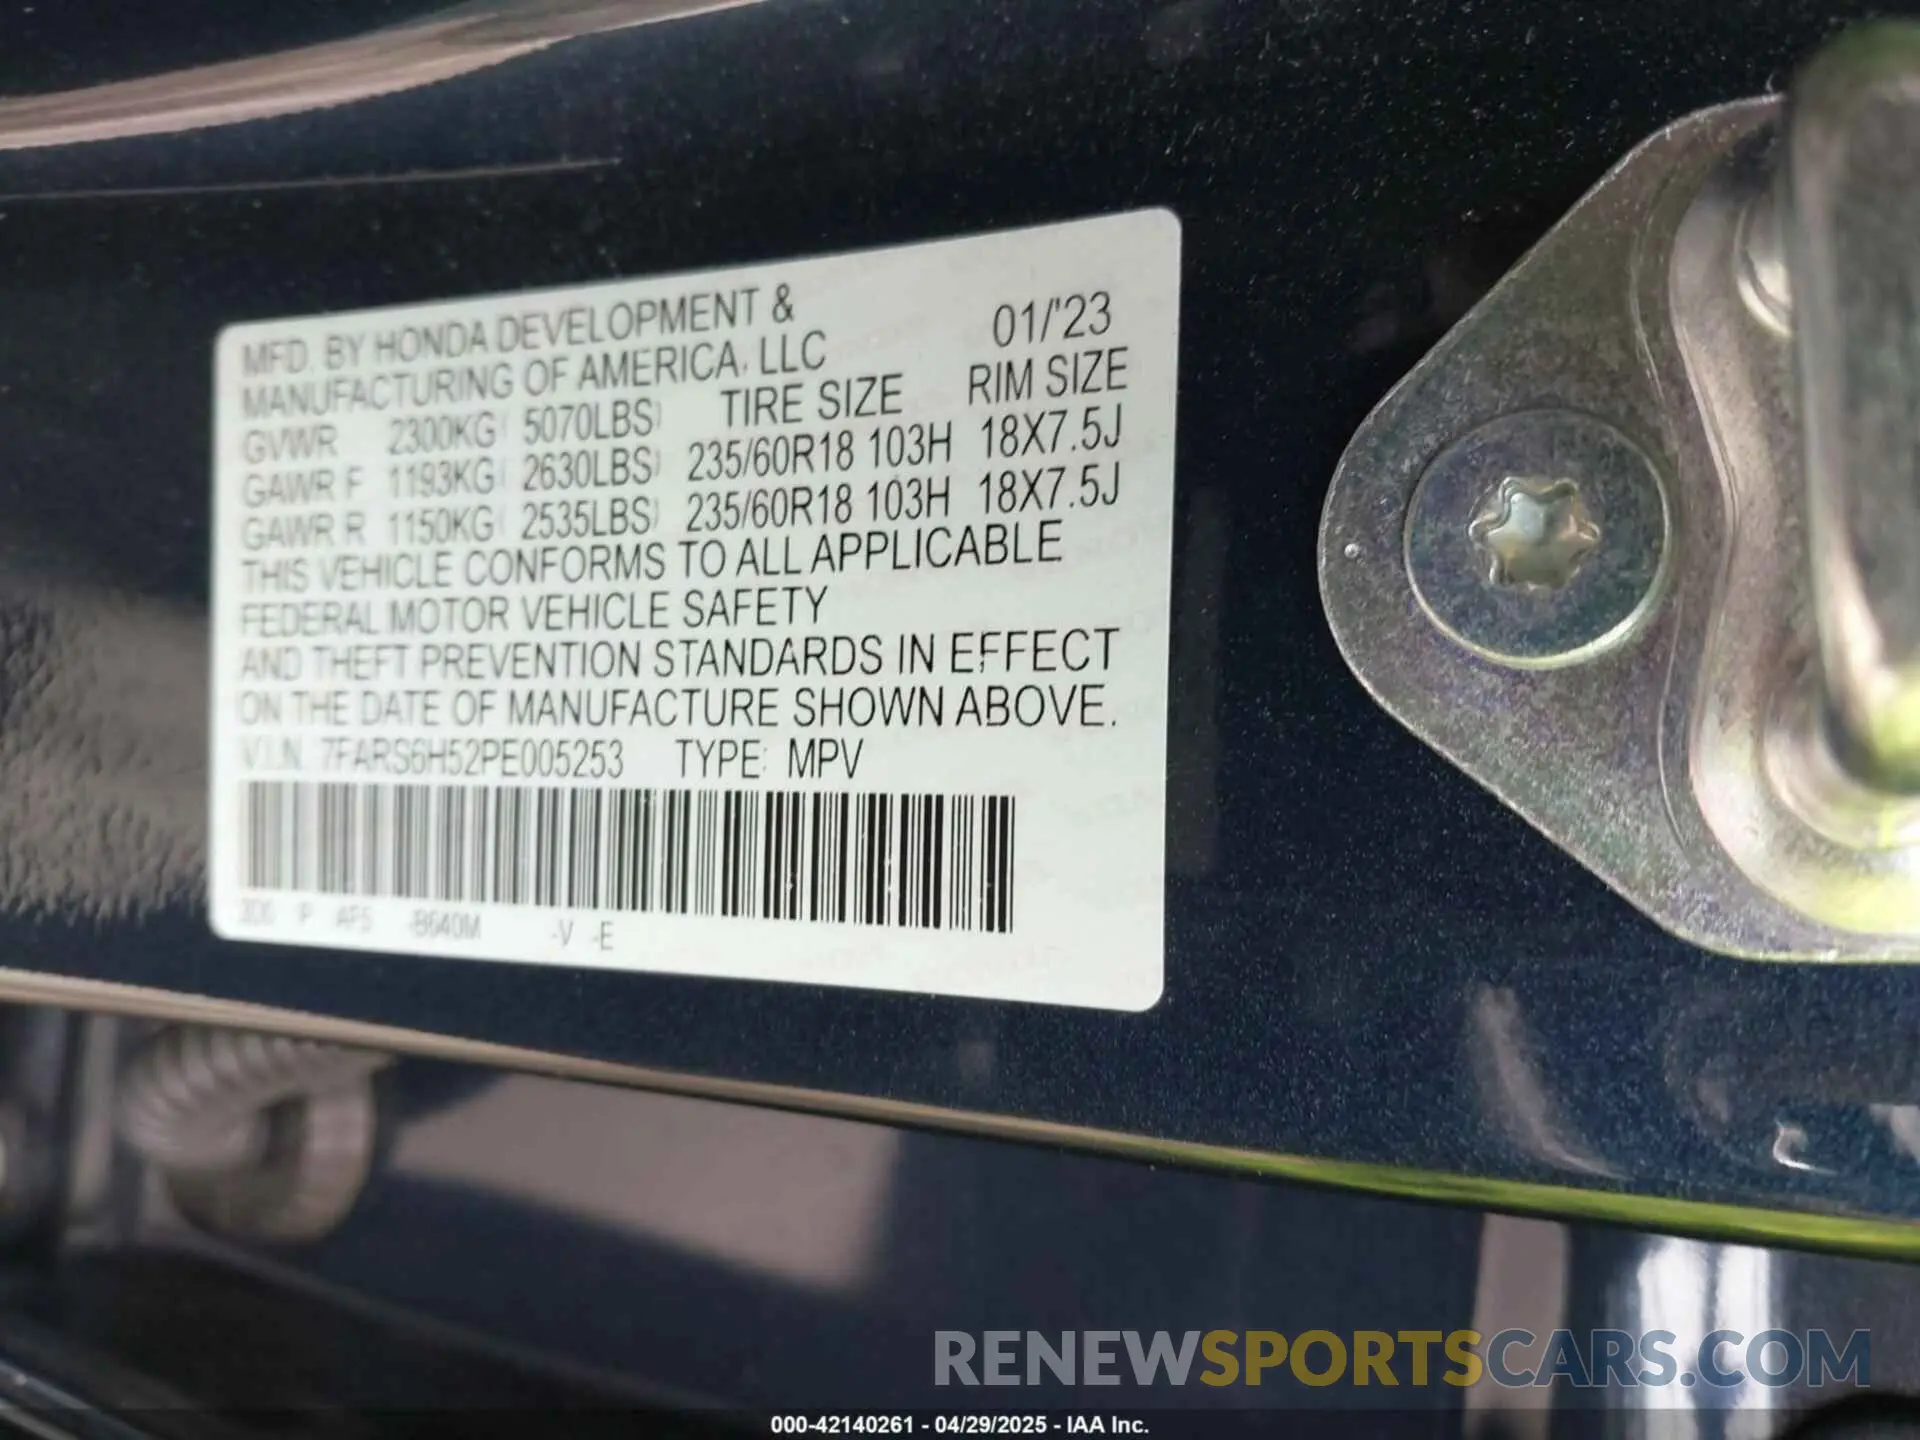 MFD. BY HONDA DEVELOPMENT &
MANUFACTURING OF AMERICA, LLC 01/'23
GVWR 2300KG( 5070LBS) TIRE SIZE RIM SIZE
GAWR F 1193KG( 2630LBS) 235/60R18 103H 18X7.5J
GAWR R 1150KG( 2535LBS) 235/60R18 103H 18X7.5J
THIS VEHICLE CONFORMS TO ALL APPLICABLE
FEDERAL MOTOR VEHICLE SAFETY
AND THEFT PREVENTION STANDARDS IN EFFECT
ON THE DATE OF MANUFACTURE SHOWN ABOVE.
V.I.N. 7FARS6H52PE005253 TYPE: MPV
P AF5 -B640M -V -E
RENEWSPORTSCARS.COM
000-42140261 - 04/29/2025 - IAA Inc.